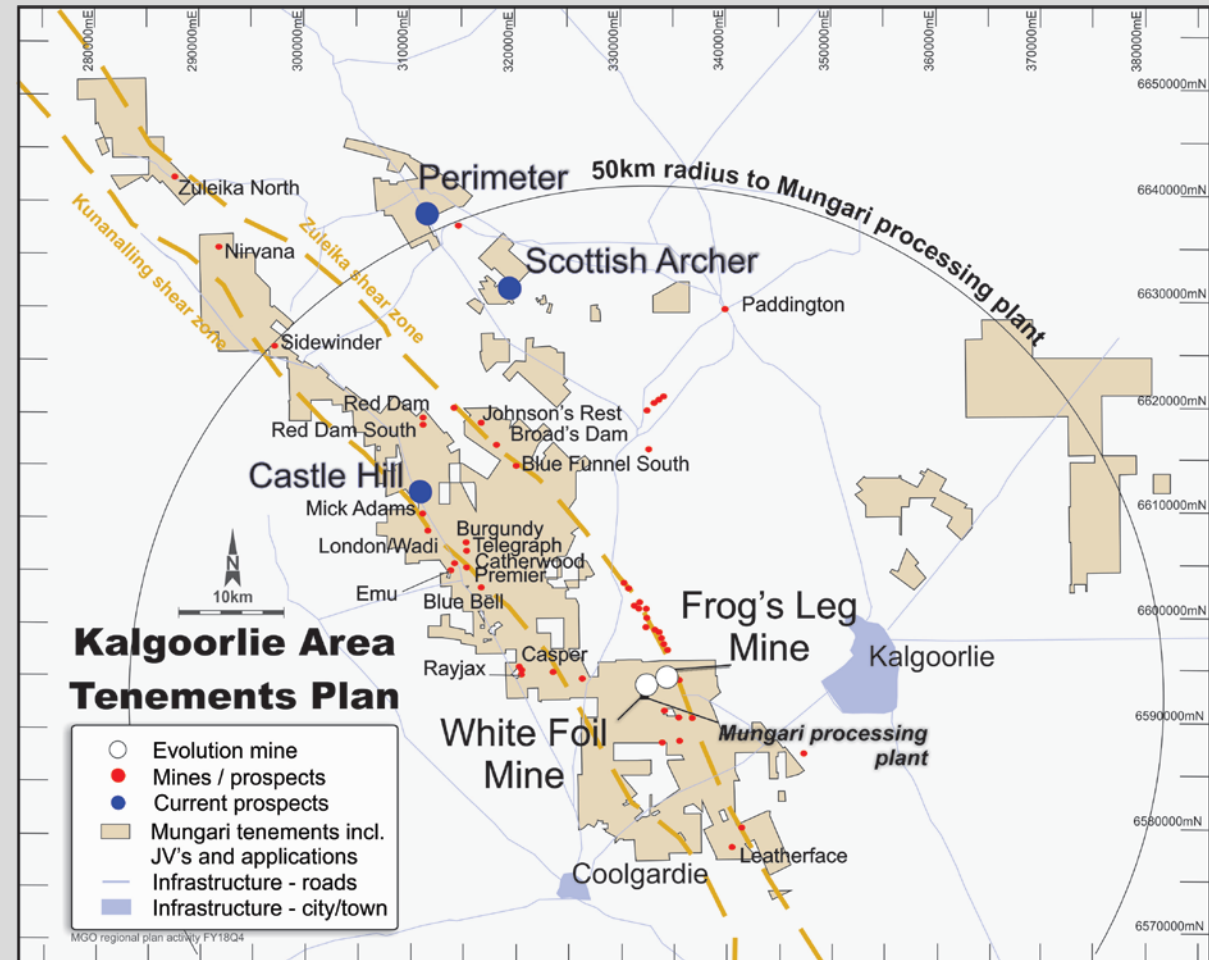 280000mE
290000mE
300000mE
310000mE
320000mE
330000mE
340000mE
350000mE
360000mE
370000mE
380000mE
6650000mN
6640000mN
6630000mN
6620000mN
6610000mN
6600000mN
6590000mN
6580000mN
6570000mN
50km radius to Mungari processing plant
Perimeter
Zuleika North
Kunanalling shear zone
Zuleika shear zone
Nirvana
Scottish Archer
Paddington
Sidewinder
Red Dam
Johnson's Rest
Red Dam South
Broad's Dam
Blue Funnel South
Castle Hill
Mick Adams
Burgundy
London/Wadi
Telegraph
Catherwood
Premier
Emu
Blue Bell
N
10km
Frog's Leg
Mine
Kalgoorlie
Casper
Rayjax
White Foil
Mine
Mungari processing
plant
Leatherface
Coolgardie
Kalgoorlie Area
Tenements Plan
Evolution mine
Mines / prospects
Current prospects
Mungari tenements incl.
JV's and applications
Infrastructure - roads
Infrastructure - city/town
MGO regional plan activity FY18Q4